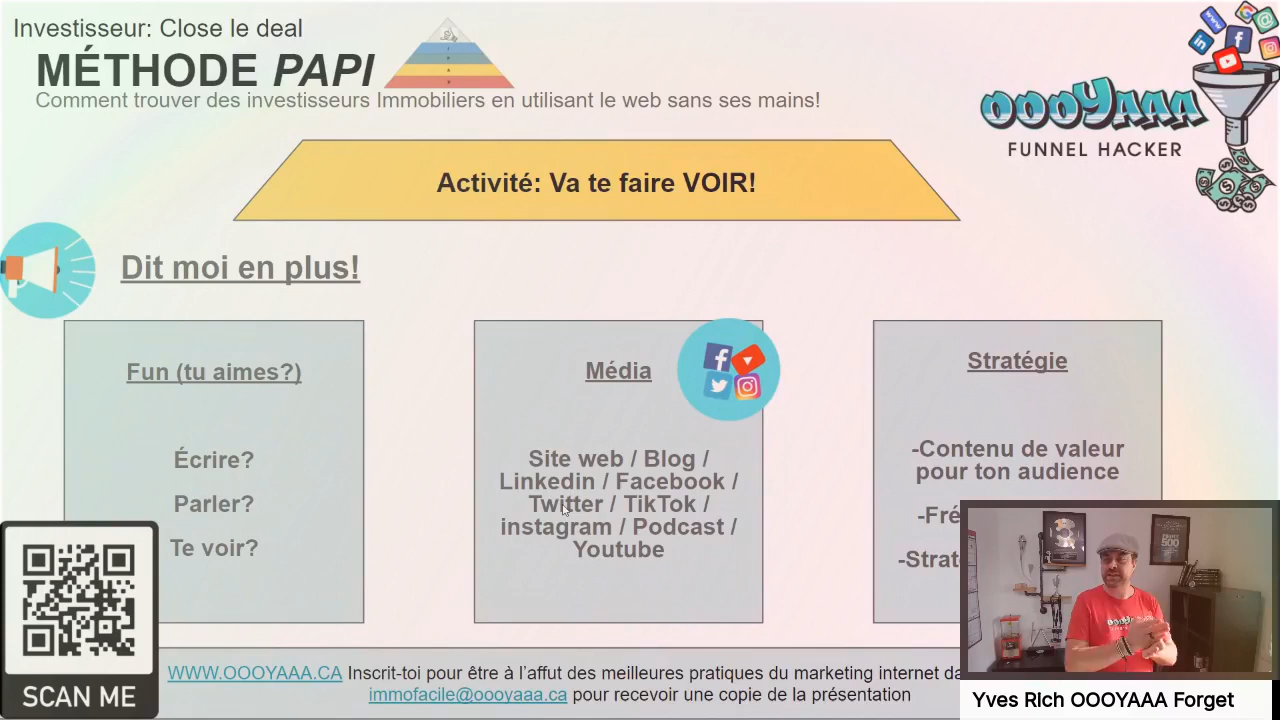 Investisseur: Close le deal
MÉTHODE PAPI
Comment trouver des investisseurs Immobiliers en utilisant le web sans ses mains!
OOOYAAA
FUNNEL HACKER
Activité: Va te faire VOIR!
Dit moi en plus!
Fun (tu aimes?)
Écrire?
Parler?
Te voir?
Média
Site web / Blog /
Linkedin / Facebook /
Twitter / TikTok /
instagram / Podcast /
Youtube
Stratégie
-Contenu de valeur
pour ton audience
-Fré
-Strat
SCAN ME
WWW.OOOYAAA.CA Inscrit-toi pour être à l'affut des meilleures pratiques du marketing internet da
immofacile@oooyaaa.ca pour recevoir une copie de la présentation
Yves RIch OOOYAAA Forget